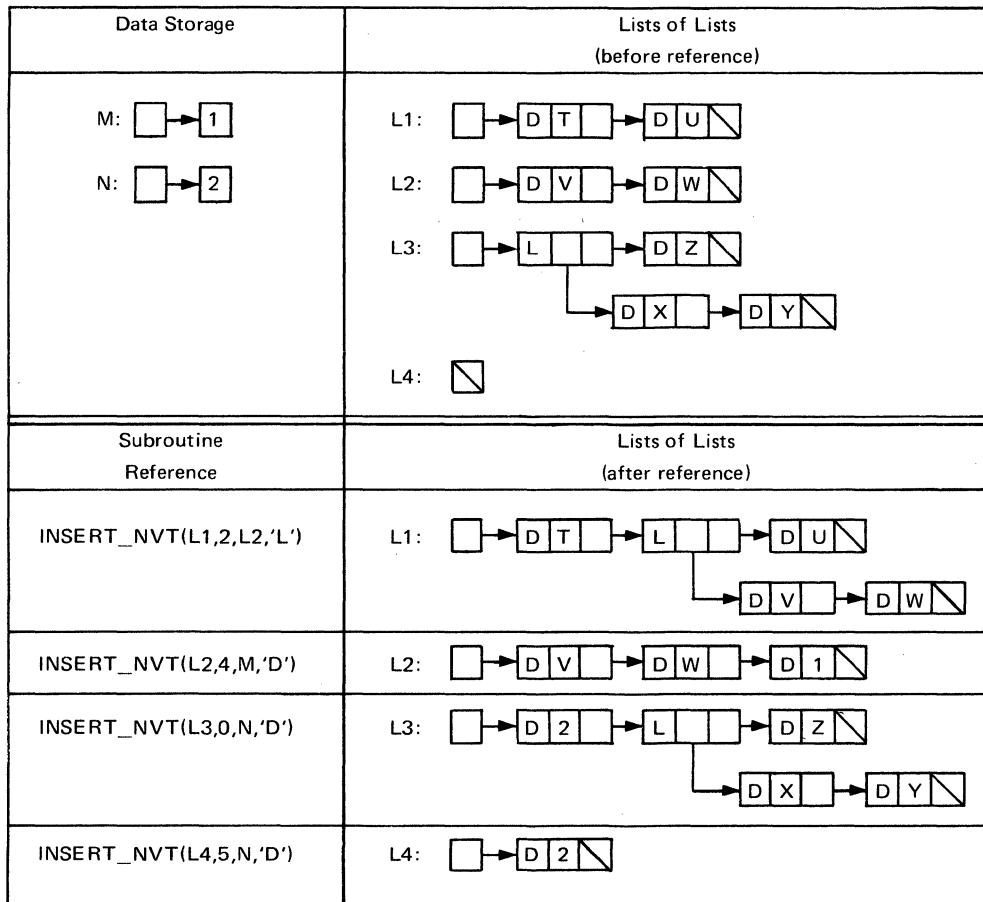 Data Storage
Lists of Lists
(before reference)
M: 1
N: 2
L1: D T D U
L2: D V D W
L3: L D Z
D X D Y
L4:
Subroutine
Reference
Lists of Lists
(after reference)
INSERT_NVT(L1,2,L2,'L')
L1: D T L D U
D V D W
INSERT_NVT(L2,4,M,'D')
L2: D V D W D 1
INSERT_NVT(L3,0,N,'D')
L3: D 2 L D Z
D X D Y
INSERT_NVT(L4,5,N,'D')
L4: D 2